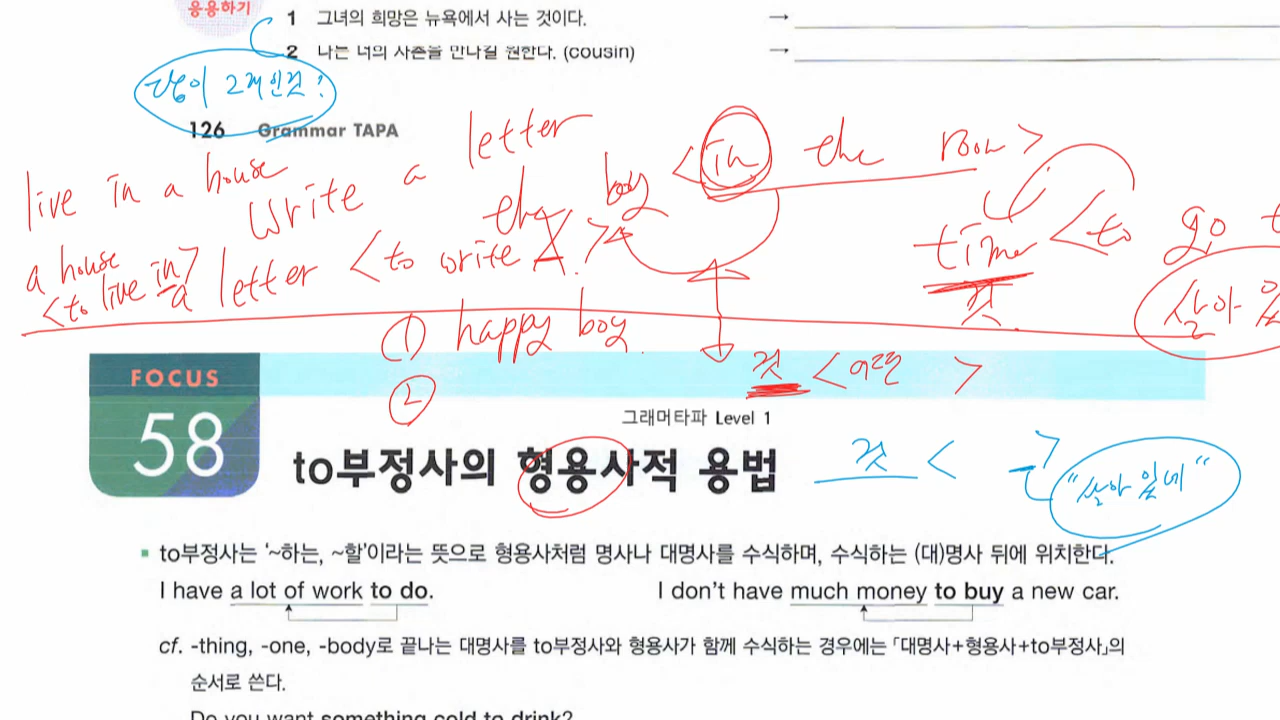 응용하기
1 그녀의 희망은 뉴욕에서 사는 것이다. →
2 나는 너의 사촌을 만나길 원한다. (cousin) →
2개인것?
126 Grammar TAPA
live in a house
write a letter
the boy <in the room>
a house <to live in>
a letter <to write X.>
time <to go t
것
살아 있
① happy boy
②
것 <어떤 >
FOCUS
58
그래머타파 Level 1
to부정사의 형용사적 용법
것 < ㄴ>
"살아 있네"
▪ to부정사는 '~하는, ~할'이라는 뜻으로 형용사처럼 명사나 대명사를 수식하며, 수식하는 (대)명사 뒤에 위치한다.
I have a lot of work to do.
I don't have much money to buy a new car.
cf. -thing, -one, -body로 끝나는 대명사를 to부정사와 형용사가 함께 수식하는 경우에는 「대명사+형용사+to부정사」의
순서로 쓴다.
Do you want something cold to drink?